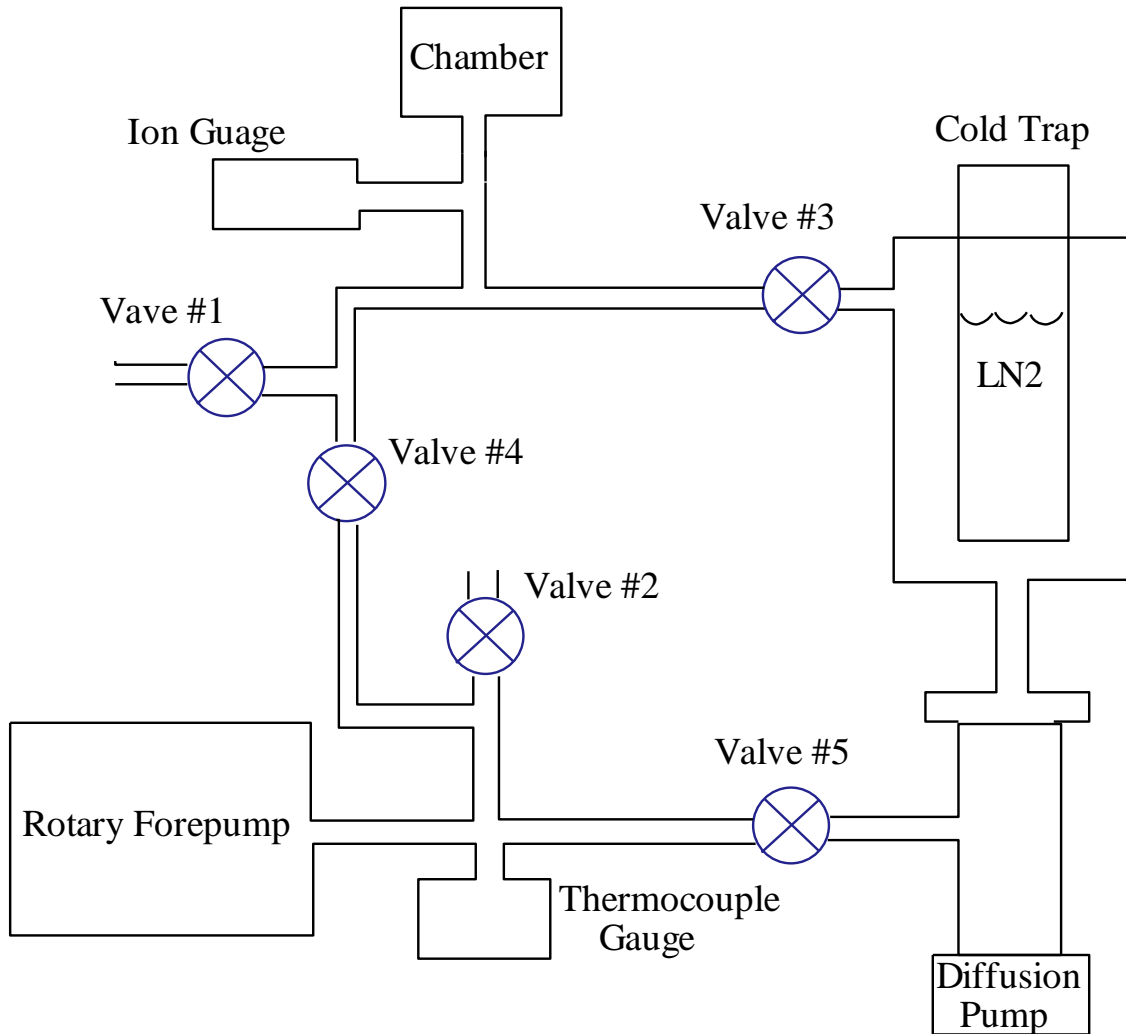 Chamber
Ion Guage
Cold Trap
Valve #3
Vave #1
LN2
Valve #4
Valve #2
Valve #5
Rotary Forepump
Thermocouple
Gauge
Diffusion
Pump